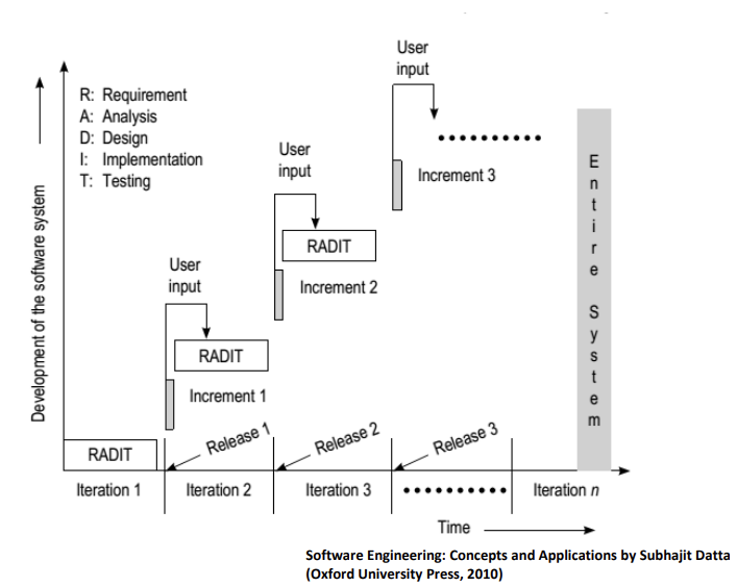 User
input
R: Requirement
A: Analysis
D: Design
I: Implementation
T: Testing
User
input
Increment 3
Entire System
RADIT
Increment 2
User
input
RADIT
Increment 1
Release 1
Release 2
Release 3
RADIT
Iteration 1
Iteration 2
Iteration 3
Iteration n
Time
Development of the software system
Software Engineering: Concepts and Applications by Subhajit Datta
(Oxford University Press, 2010)